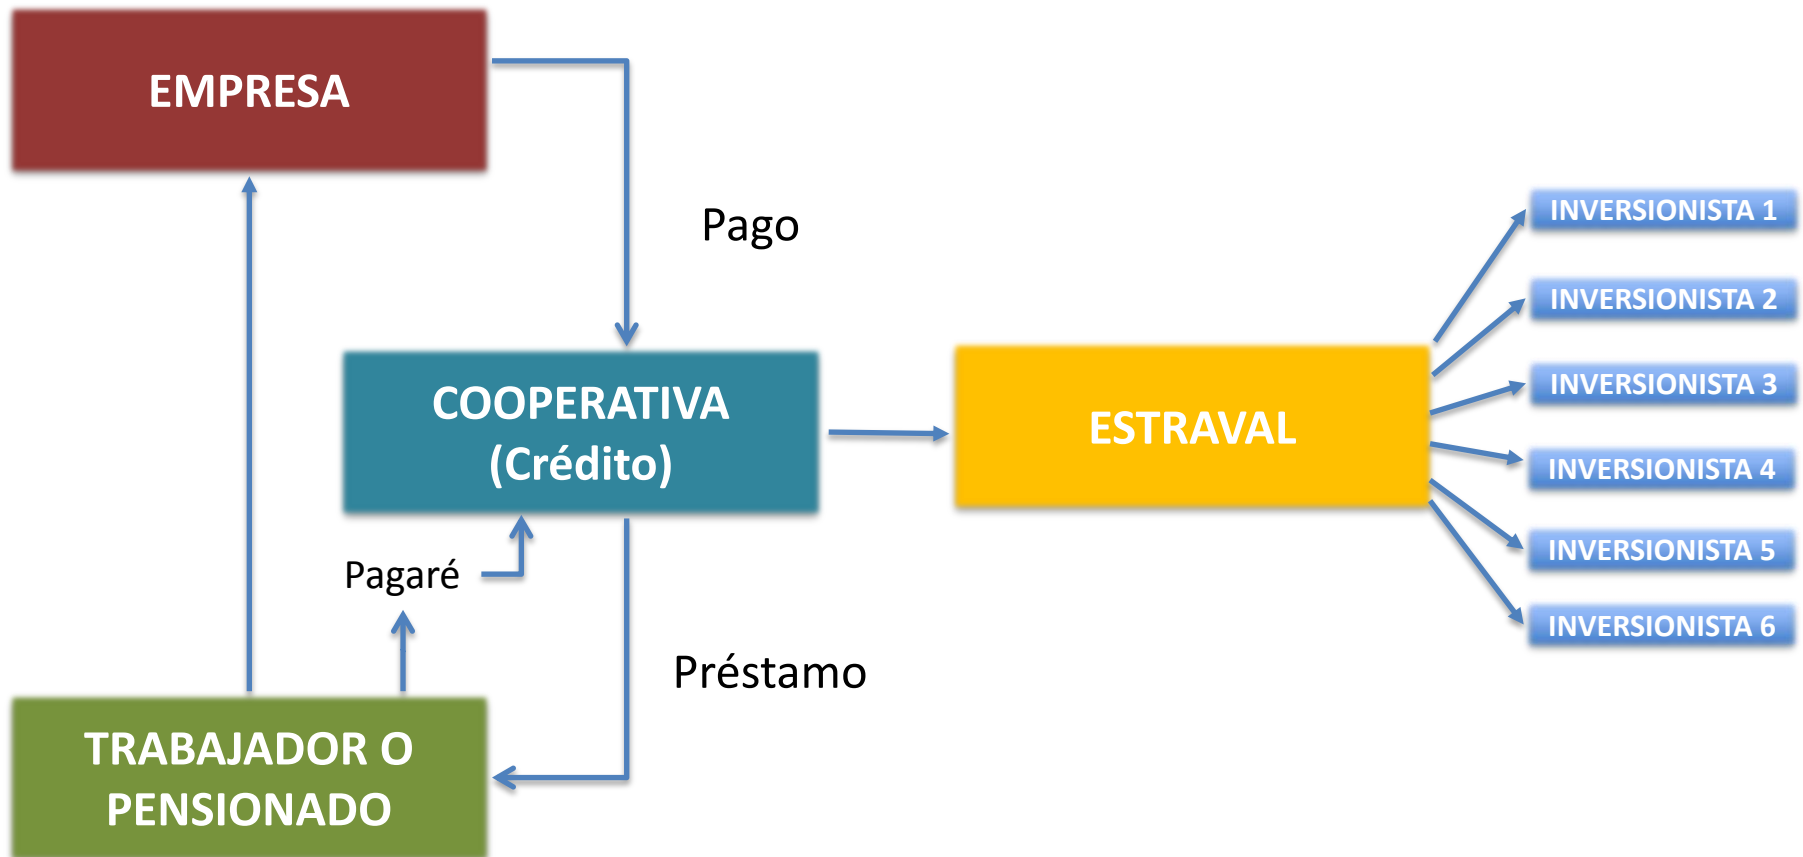 EMPRESA
Pago
INVERSIONISTA 1
INVERSIONISTA 2
INVERSIONISTA 3
COOPERATIVA
(Crédito)
ESTRAVAL
INVERSIONISTA 4
INVERSIONISTA 5
INVERSIONISTA 6
Pagaré
Préstamo
TRABAJADOR O
PENSIONADO